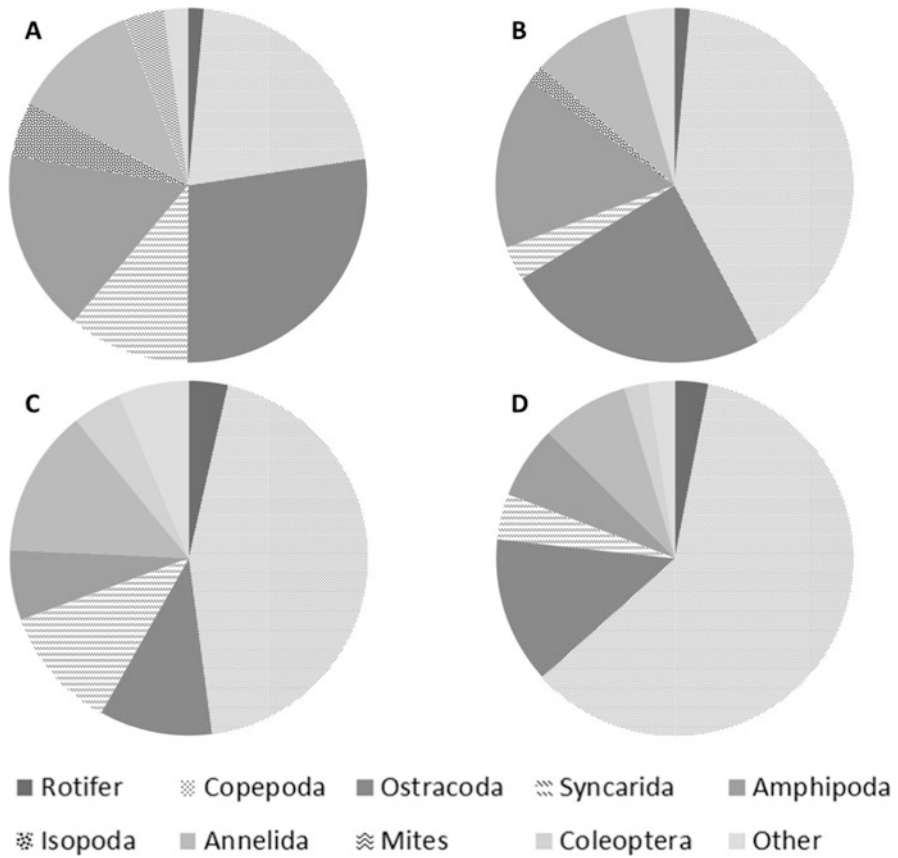 A
B
C
D
Rotifer Copepoda Ostracoda Syncarida Amphipoda
Isopoda Annelida Mites Coleoptera Other